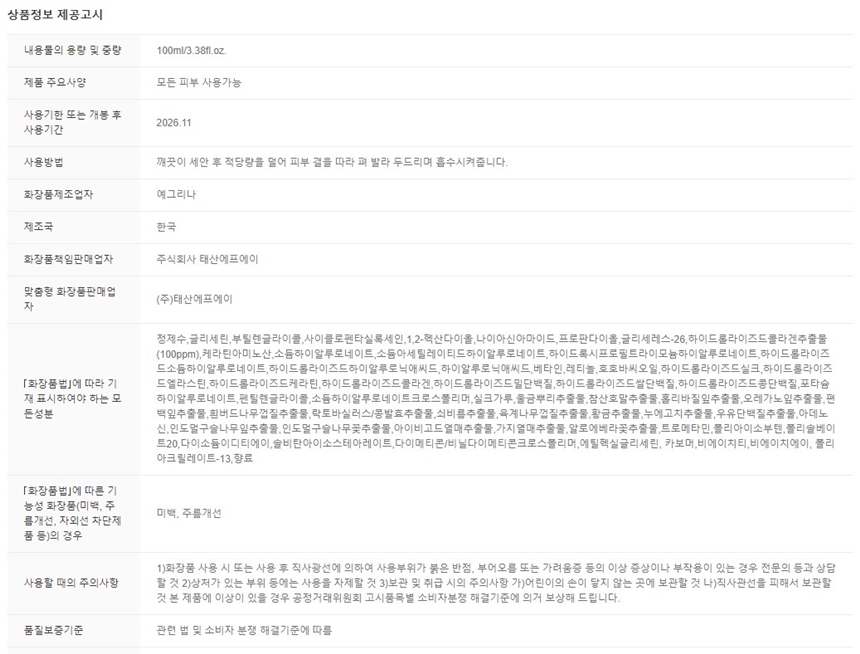 상품정보 제공고시
내용물의 용량 및 중량
100ml/3.38fl.oz.
제품 주요사양
모든 피부 사용가능
사용기한 또는 개봉 후
사용기간
2026.11
사용방법
깨끗이 세안 후 적당량을 덜어 피부 결을 따라 펴 발라 두드리며 흡수시켜줍니다.
화장품제조업자
예그리나
제조국
한국
화장품책임판매업자
주식회사 태산에프에이
맞춤형 화장품판매업
자
(주)태산에프에이
「화장품법」에 따라 기
재 표시하여야 하는 모
든성분
정제수,글리세린,부틸렌글라이콜,사이클로펜타실록세인,1,2-헥산다이올,나이아신아마이드,프로판다이올,글리세레스-26,하이드롤라이즈드콜라겐추출물
(100ppm),케라틴아미노산,소듐하이알루로네이트,소듐아세틸레이티드하이알루로네이트,하이드록시프로필트라이모늄하이알루로네이트,하이드롤라이즈
드소듐하이알루로네이트,하이드롤라이즈드하이알루로닉애씨드,하이알루로닉애씨드,베타인,레티놀,호호바씨오일,하이드롤라이즈드실크,하이드롤라이즈
드엘라스틴,하이드롤라이즈드케라틴,하이드롤라이즈드콜라겐,하이드롤라이즈드밀단백질,하이드롤라이즈드쌀단백질,하이드롤라이즈드콩단백질,포타슘
하이알루로네이트,펜틸렌글라이콜,소듐하이알루로네이트크로스폴리머,실크가루,울금뿌리추출물,참산호말추출물,홀리바질잎추출물,오레가노잎추출물,편
백잎추출물,흰버드나무껍질추출물,락토바실러스/콩발효추출물,쇠비름추출물,육계나무껍질추출물,황금추출물,누에고치추출물,우유단백질추출물,아데노
신,인도멀구슬나무잎추출물,인도멀구슬나무꽃추출물,아이비고드열매추출물,가지열매추출물,알로에베라꽃추출물,트로메타민,폴리아이소부텐,폴리솔베이
트20,다이소듐이디티에이,솔비탄아이소스테아레이트,다이메티콘/비닐다이메티콘크로스폴리머,에틸헥실글리세린, 카보머,비에이치티,비에이치에이, 폴리
아크릴레이트-13,향료
「화장품법」에 따른 기
능성 화장품(미백, 주
름개선, 자외선 차단제
품 등)의 경우
미백, 주름개선
사용할 때의 주의사항
1)화장품 사용 시 또는 사용 후 직사광선에 의하여 사용부위가 붉은 반점, 부어오름 또는 가려움증 등의 이상 증상이나 부작용이 있는 경우 전문의 등과 상담
할 것 2)상처가 있는 부위 등에는 사용을 자제할 것 3)보관 및 취급 시의 주의사항 가)어린이의 손이 닿지 않는 곳에 보관할 것 나)직사관선을 피해서 보관할
것 본 제품에 이상이 있을 경우 공정거래위원회 고시품목별 소비자분쟁 해결기준에 의거 보상해 드립니다.
품질보증기준
관련 법 및 소비자 분쟁 해결기준에 따름